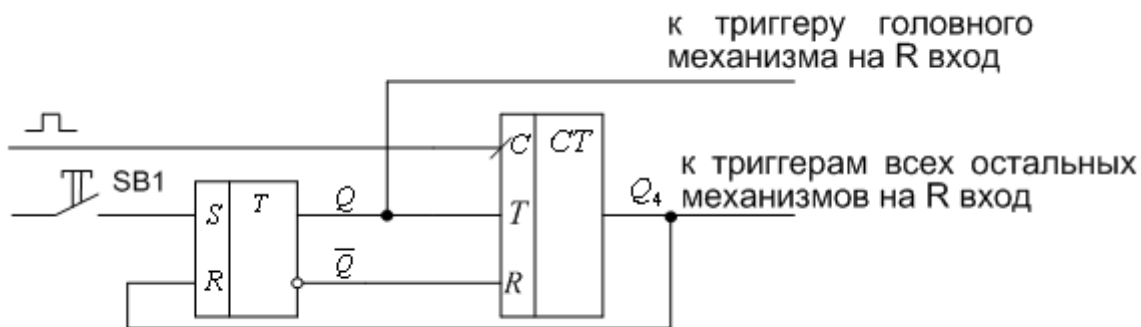 к триггеру головного
механизма на R вход
C CT
SB1
к триггерам всех остальных
механизмов на R вход
Q₄
S T Q T
Q̅
R R